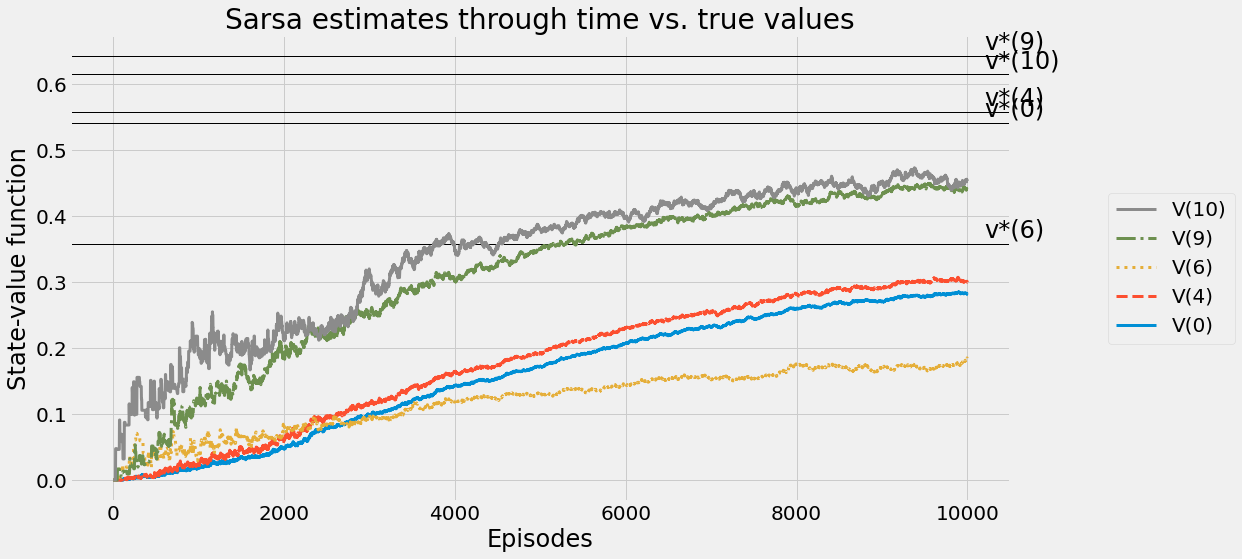 Sarsa estimates through time vs. true values
State-value function
0.6
0.5
0.4
0.3
0.2
0.1
0.0
v*(9)
v*(10)
v*(4)
v*(0)
v*(6)
0
2000
4000
6000
8000
10000
Episodes
V(10)
V(9)
V(6)
V(4)
V(0)